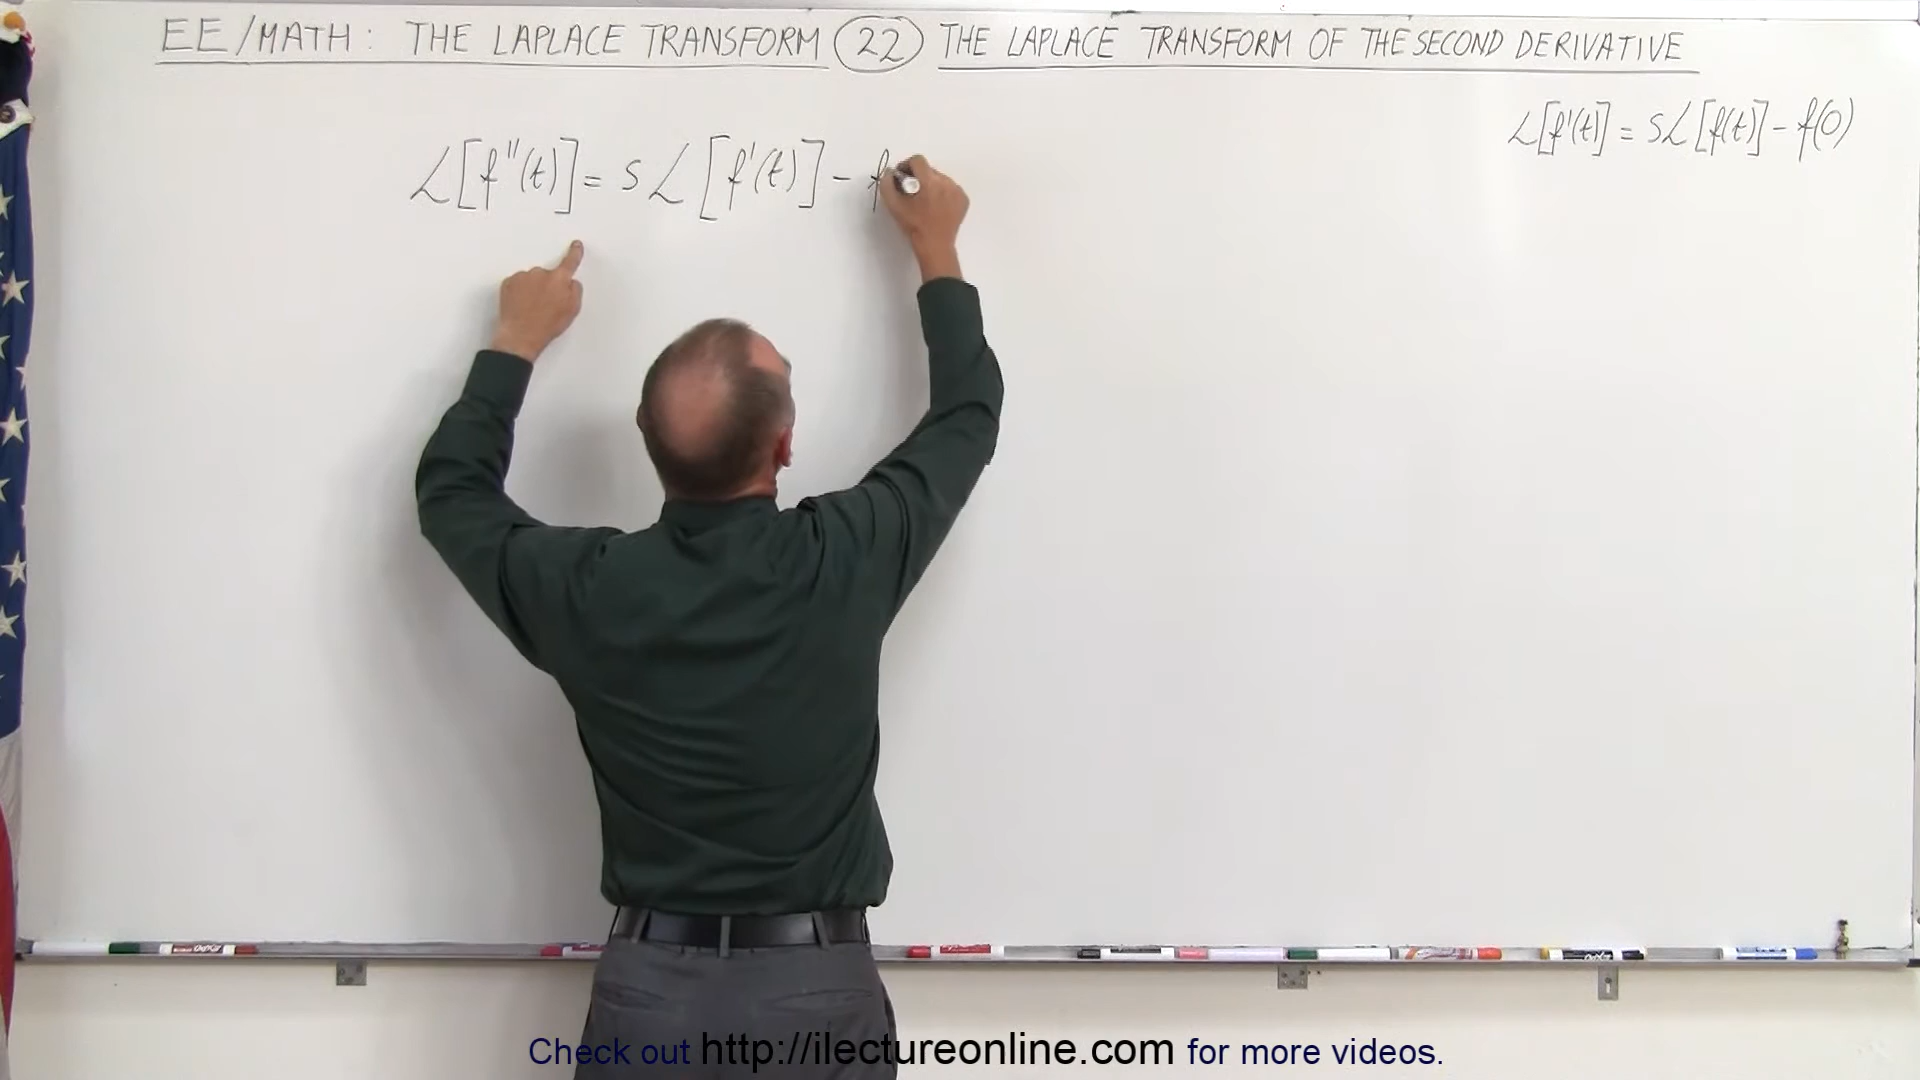 EE/MATH: THE LAPLACE TRANSFORM 22 THE LAPLACE TRANSFORM OF THE SECOND DERIVATIVE
ℒ[f'(t)] = sℒ[f(t)] - f(0)
ℒ[f''(t)] = sℒ[f'(t)] - f
Check out http://ilectureonline.com for more videos.